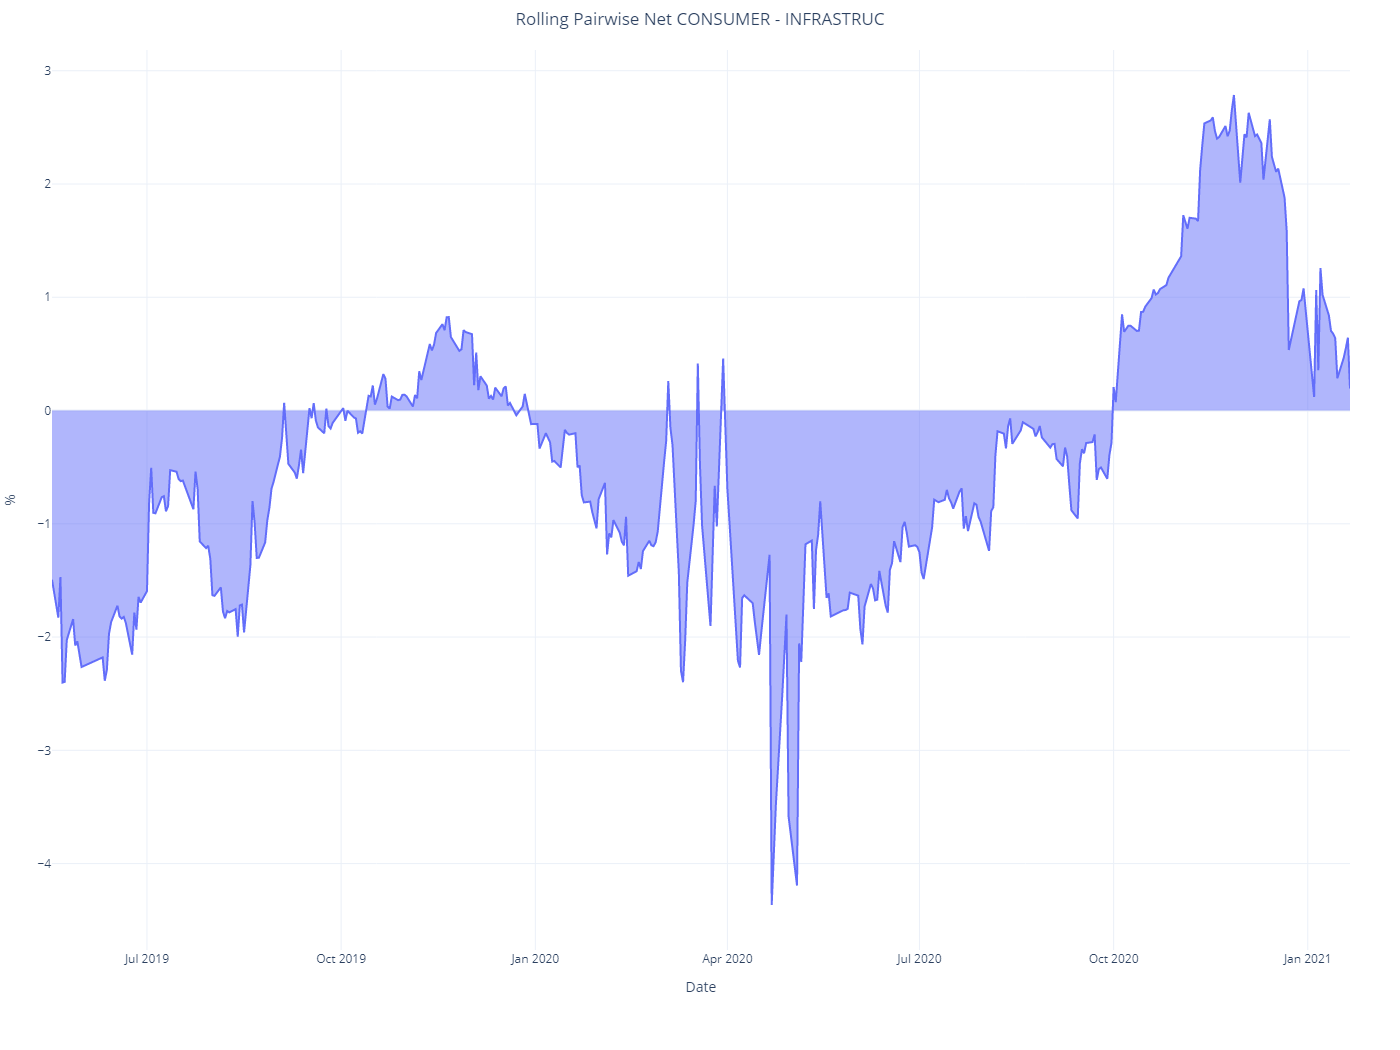 Rolling Pairwise Net CONSUMER - INFRASTRUC
3
2
1
0
−1
−2
−3
−4
%
Jul 2019
Oct 2019
Jan 2020
Apr 2020
Jul 2020
Oct 2020
Jan 2021
Date